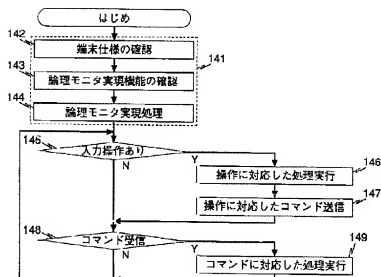 はじめ
142
端末仕様の確認
143
141
論理モニタ実現機能の確認
144
論理モニタ実現処理
145
入力操作あり
Y
N
146
操作に対応した処理実行
147
操作に対応したコマンド送信
148
コマンド受信
Y
N
149
コマンドに対応した処理実行